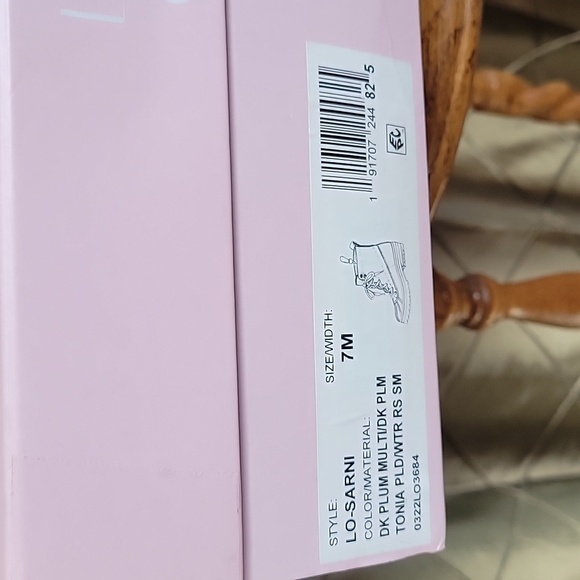 STYLE:
LO-SARNI
COLOR/MATERIAL:
DK PLUM MULTI/DK PLM
TONIA PLD/WTR RS SM
0322LO3684
SIZE/WIDTH:
7M
1 91707 244 82 5